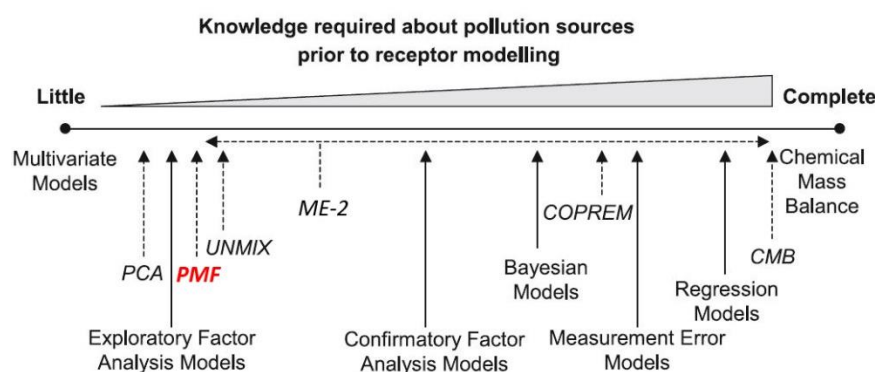 Knowledge required about pollution sources
prior to receptor modelling
Little
Complete
Multivariate
Models
Chemical
Mass
Balance
ME-2
COPREM
UNMIX
PCA
PMF
CMB
Bayesian
Models
Regression
Models
Exploratory Factor
Analysis Models
Confirmatory Factor
Analysis Models
Measurement Error
Models